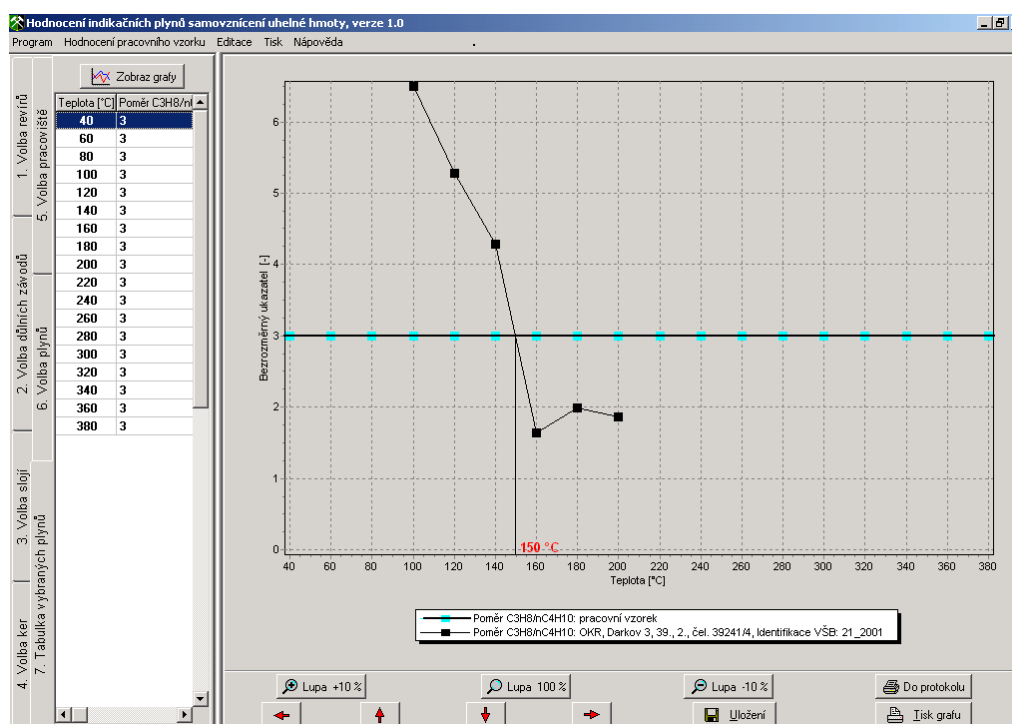 Hodnocení indikačních plynů samovznícení uhelné hmoty, verze 1.0
Program Hodnocení pracovního vzorku Editace Tisk Nápověda
1. Volba revírů
2. Volba důlních závodů
3. Volba slojí
4. Volba ker
5. Volba pracoviště
6. Volba plynů
7. Tabulka vybraných plynů
Zobraz grafy
Teplota [°C] Poměr C3H8/n
40 3
60 3
80 3
100 3
120 3
140 3
160 3
180 3
200 3
220 3
240 3
260 3
280 3
300 3
320 3
340 3
360 3
380 3
Bezrozměrný ukazatel [-]
6
5
4
3
2
1
0
150 °C
40 60 80 100 120 140 160 180 200 220 240 260 280 300 320 340 360 380
Teplota [°C]
Poměr C3H8/nC4H10: pracovní vzorek
Poměr C3H8/nC4H10: OKR, Darkov 3, 39., 2., čel. 39241/4, Identifikace VŠB: 21_2001
Lupa +10 % Lupa 100 % Lupa -10 % Do protokolu
Uložení Tisk grafu